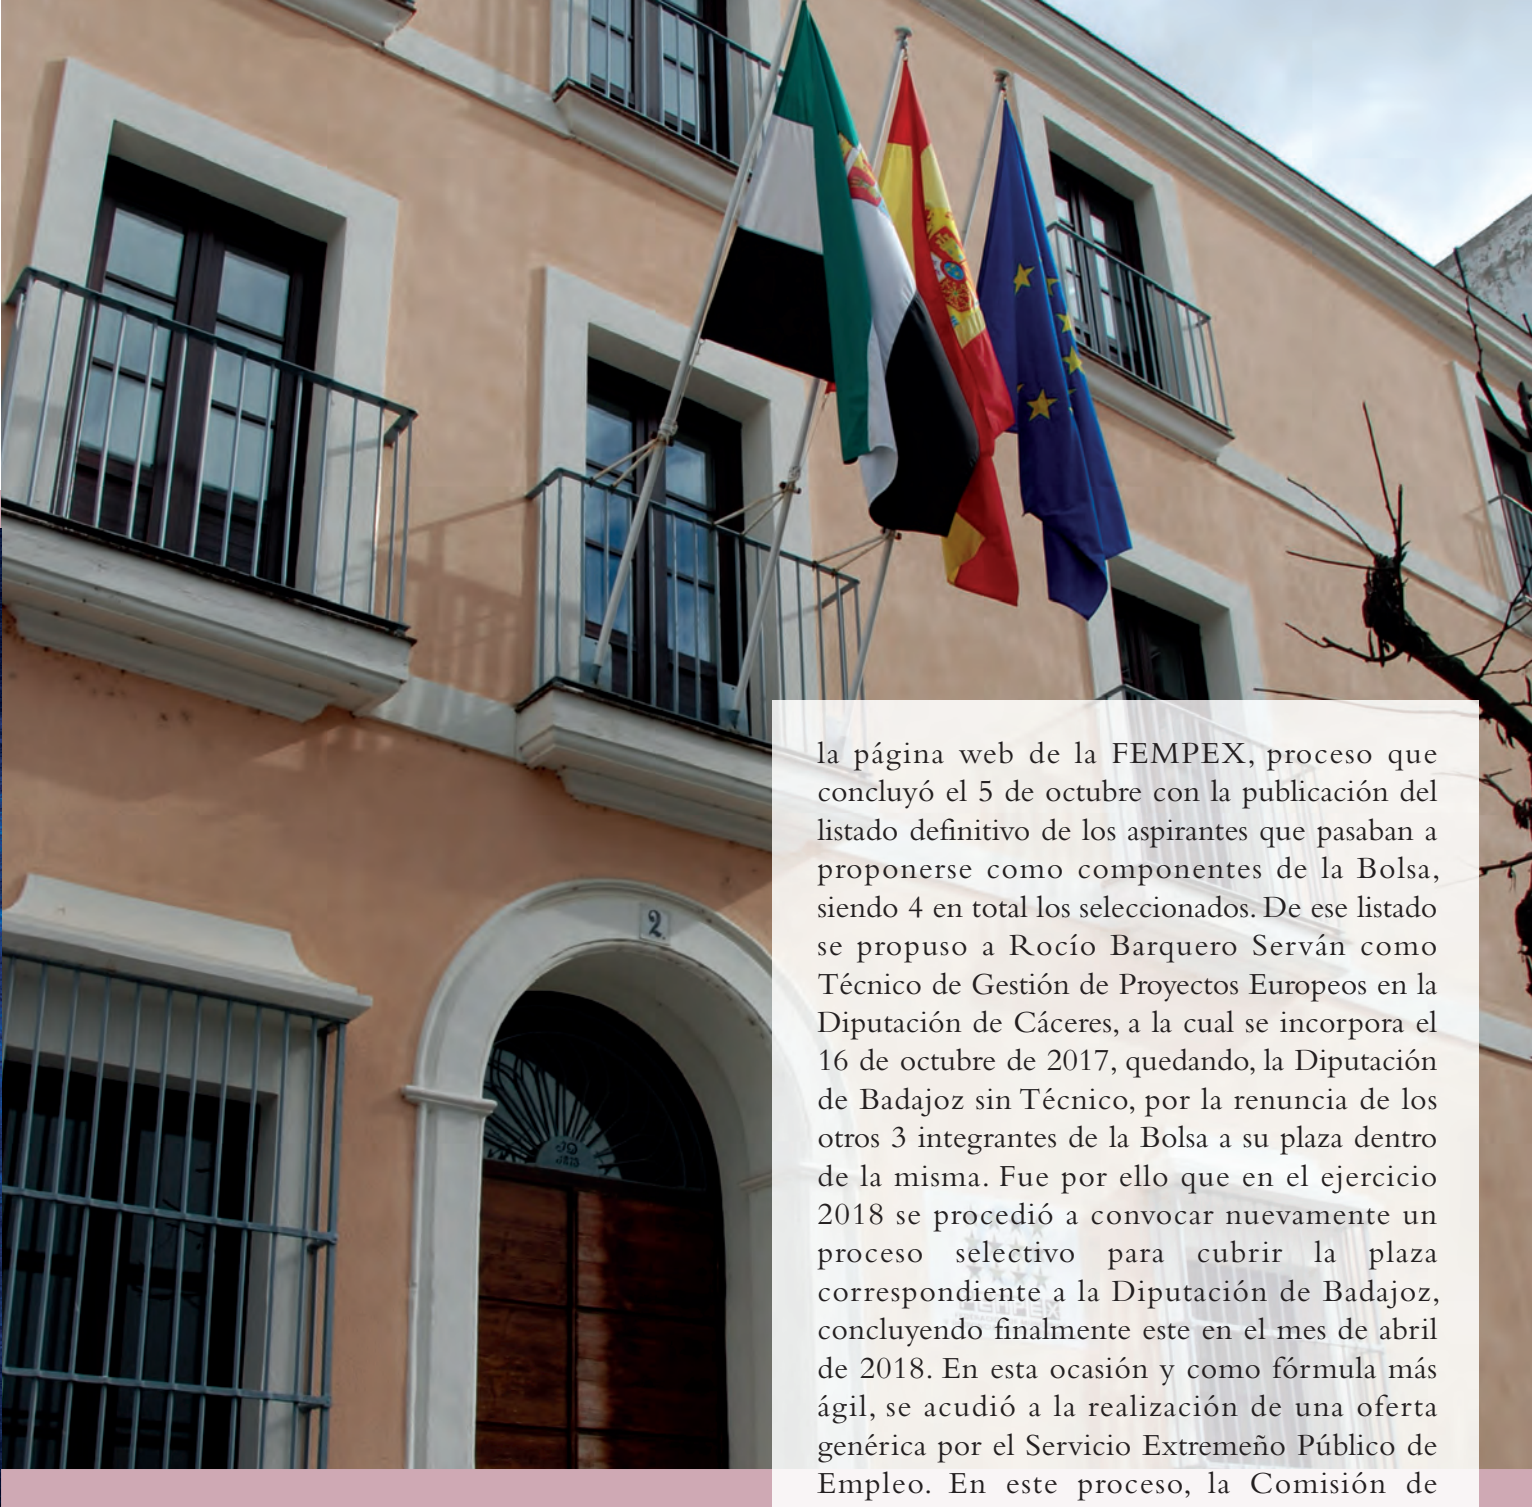 2
la página web de la FEMPEX, proceso que
concluyó el 5 de octubre con la publicación del
listado definitivo de los aspirantes que pasaban a
proponerse como componentes de la Bolsa,
siendo 4 en total los seleccionados. De ese listado
se propuso a Rocío Barquero Serván como
Técnico de Gestión de Proyectos Europeos en la
Diputación de Cáceres, a la cual se incorpora el
16 de octubre de 2017, quedando, la Diputación
de Badajoz sin Técnico, por la renuncia de los
otros 3 integrantes de la Bolsa a su plaza dentro
de la misma. Fue por ello que en el ejercicio
2018 se procedió a convocar nuevamente un
proceso selectivo para cubrir la plaza
correspondiente a la Diputación de Badajoz,
concluyendo finalmente este en el mes de abril
de 2018. En esta ocasión y como fórmula más
ágil, se acudió a la realización de una oferta
genérica por el Servicio Extremeño Público de
Empleo. En este proceso, la Comisión de
FEMPEX